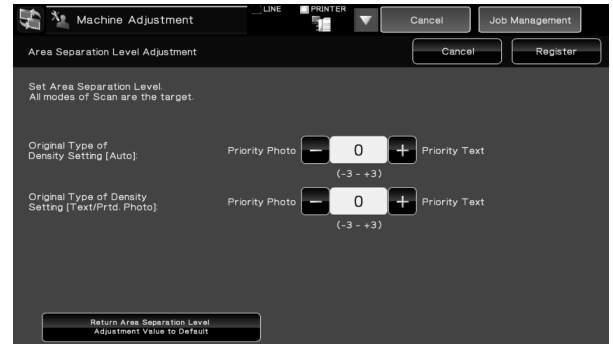 Machine Adjustment
LINE
PRINTER
Cancel
Job Management
Area Separation Level Adjustment
Cancel
Register
Set Area Separation Level.
All modes of Scan are the target.
Original Type of
Density Setting [Auto]:
Priority Photo
0
Priority Text
(-3 - +3)
Original Type of Density
Setting [Text/Prtd. Photo]:
Priority Photo
0
Priority Text
(-3 - +3)
Return Area Separation Level
Adjustment Value to Default